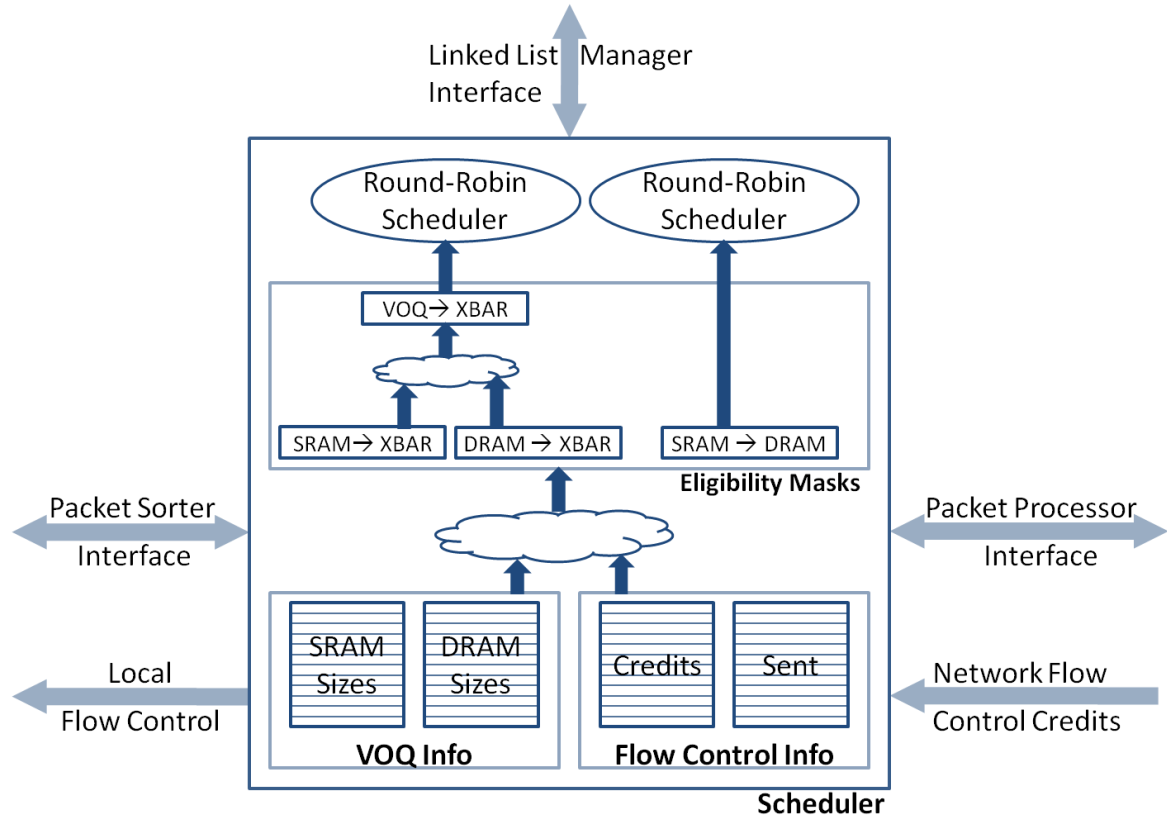 Linked List Manager
Interface
Round-Robin
Scheduler
Round-Robin
Scheduler
VOQ→ XBAR
SRAM→ XBAR
DRAM → XBAR
SRAM → DRAM
Eligibility Masks
Packet Sorter
Interface
Packet Processor
Interface
SRAM
Sizes
DRAM
Sizes
Credits
Sent
Local
Flow Control
Network Flow
Control Credits
VOQ Info
Flow Control Info
Scheduler